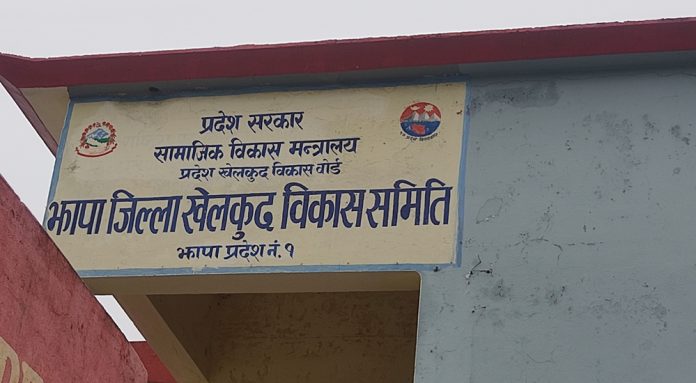 प्रदेश सरकार
सामाजिक विकास मन्त्रालय
प्रदेश खेलकुद विकास वोर्ड
झापा जिल्ला खेलकुद विकास समिति
झापा प्रदेश नं. १